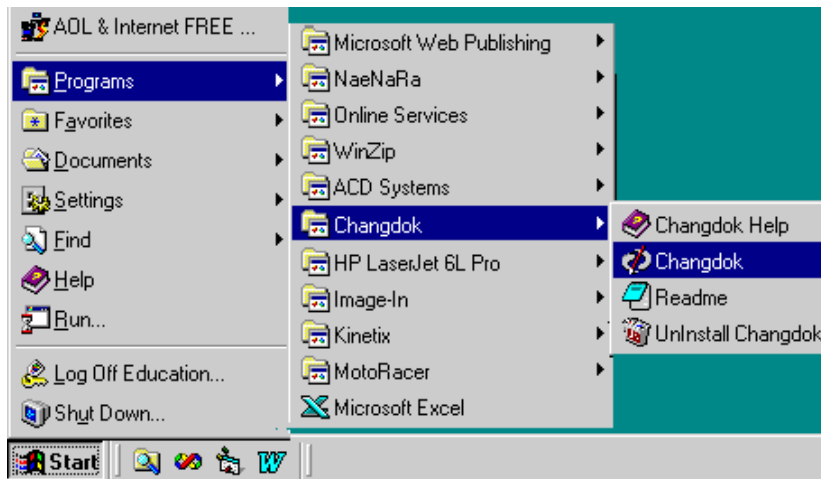 AOL & Internet FREE ...
Programs
Favorites
Documents
Settings
Find
Help
Run...
Log Off Education...
Shut Down...
Start
Microsoft Web Publishing
NaeNaRa
Online Services
WinZip
ACD Systems
Changdok
HP LaserJet 6L Pro
Image-In
Kinetix
MotoRacer
Microsoft Excel
Changdok Help
Changdok
Readme
UnInstall Changdok